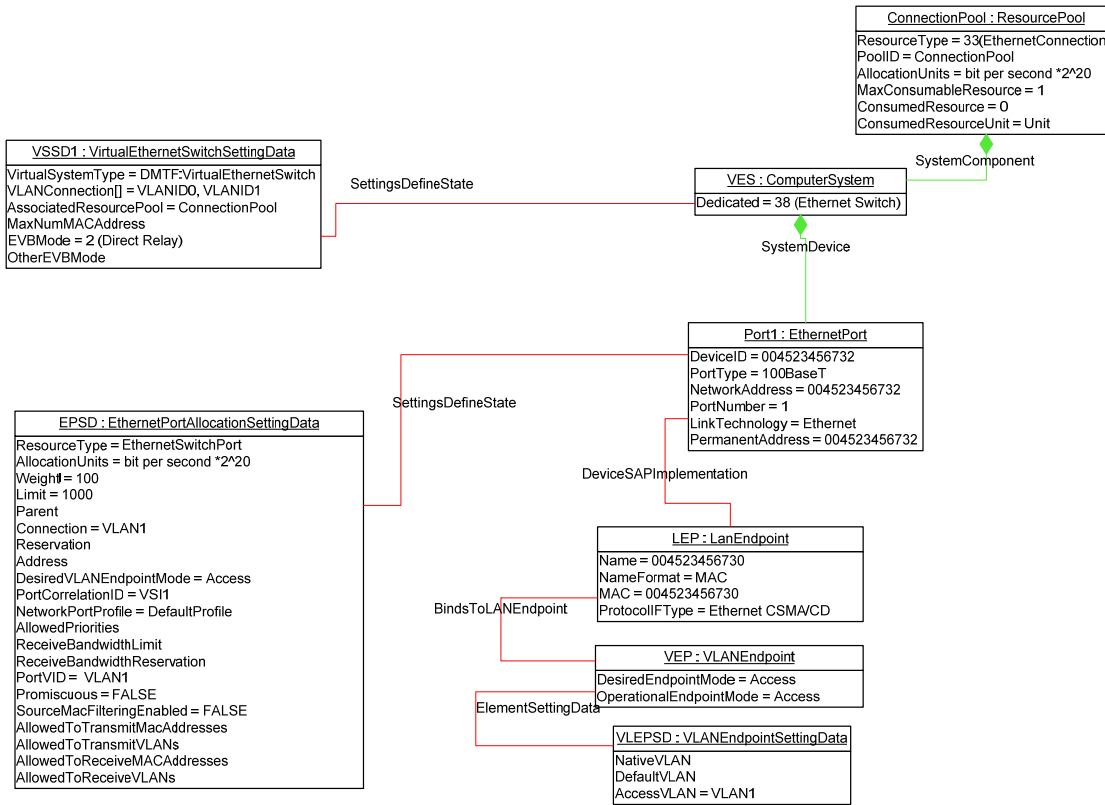 ConnectionPool : ResourcePool
ResourceType = 33(EthernetConnection
PoolID = ConnectionPool
AllocationUnits = bit per second *2^20
MaxConsumableResource = 1
ConsumedResource = 0
ConsumedResourceUnit = Unit
SystemComponent
VSSD1 : VirtualEthernetSwitchSettingData
VirtualSystemType = DMTF:VirtualEthernetSwitch
VLANConnection[] = VLANID0, VLANID1
AssociatedResourcePool = ConnectionPool
MaxNumMACAddress
EVBMode = 2 (Direct Relay)
OtherEVBMode
SettingsDefineState
VES : ComputerSystem
Dedicated = 38 (Ethernet Switch)
SystemDevice
Port1 : EthernetPort
DeviceID = 004523456732
PortType = 100BaseT
NetworkAddress = 004523456732
PortNumber = 1
LinkTechnology = Ethernet
PermanentAddress = 004523456732
SettingsDefineState
EPSD : EthernetPortAllocationSettingData
ResourceType = EthernetSwitchPort
AllocationUnits = bit per second *2^20
Weight = 100
Limit = 1000
Parent
Connection = VLAN1
Reservation
Address
DesiredVLANEndpointMode = Access
PortCorrelationID = VSI1
NetworkPortProfile = DefaultProfile
AllowedPriorities
ReceiveBandwidthLimit
ReceiveBandwidthReservation
PortVID = VLAN1
Promiscuous = FALSE
SourceMacFilteringEnabled = FALSE
AllowedToTransmitMacAddresses
AllowedToTransmitVLANs
AllowedToReceiveMACAddresses
AllowedToReceiveVLANs
DeviceSAPImplementation
LEP : LanEndpoint
Name = 004523456730
NameFormat = MAC
MAC = 004523456730
ProtocolIFType = Ethernet CSMA/CD
BindsToLANEndpoint
VEP : VLANEndpoint
DesiredEndpointMode = Access
OperationalEndpointMode = Access
ElementSettingData
VLEPSD : VLANEndpointSettingData
NativeVLAN
DefaultVLAN
AccessVLAN = VLAN1